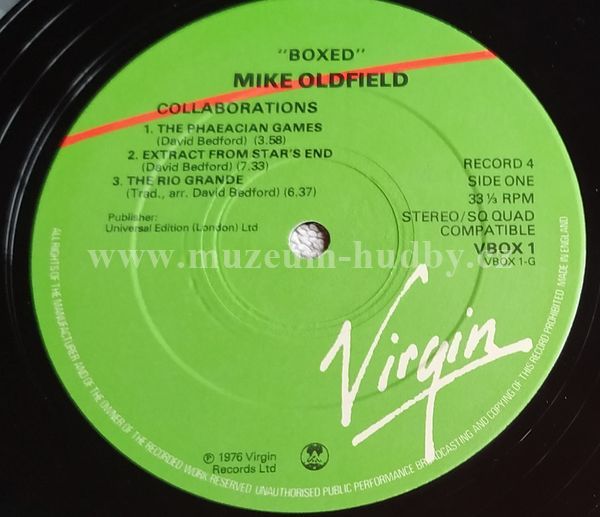 "BOXED"
MIKE OLDFIELD
COLLABORATIONS
1. THE PHAEACIAN GAMES
(David Bedford) (3.58)
2. EXTRACT FROM STAR'S END
(David Bedford) (7.33)
3. THE RIO GRANDE
(Trad., arr. David Bedford) (6.37)
Publisher:
Universal Edition (London) Ltd
RECORD 4
SIDE ONE
33 ⅓ RPM
STEREO/SQ QUAD
COMPATIBLE
VBOX 1
VBOX 1-G
www.muzeum-hudby.cz
Virgin
℗ 1976 Virgin
Records Ltd
ALL RIGHTS OF THE MANUFACTURER AND OF THE OWNER OF THE RECORDED WORK RESERVED UNAUTHORISED PUBLIC PERFORMANCE BROADCASTING AND COPYING OF THIS RECORD PROHIBITED MADE IN ENGLAND